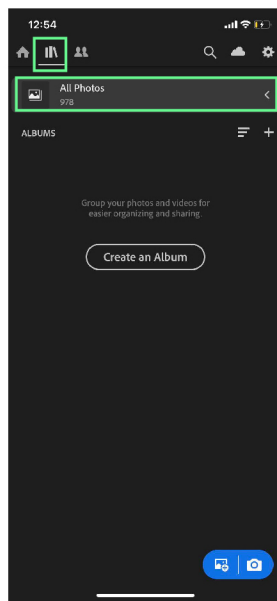 12:54
All Photos
978
ALBUMS
Group your photos and videos for
easier organizing and sharing.
Create an Album